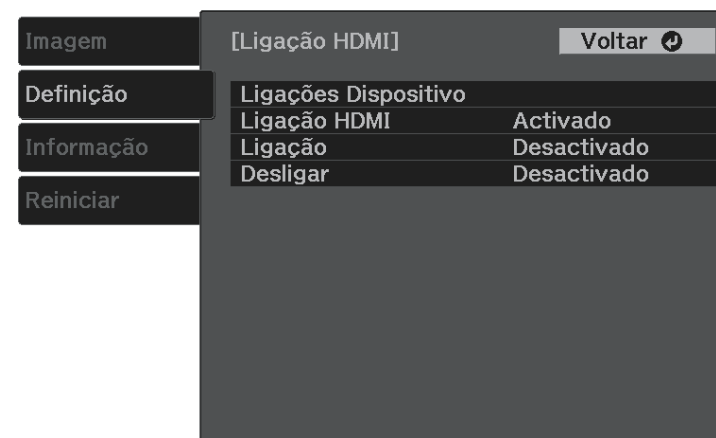 Imagem
Definição
Informação
Reiniciar
[Ligação HDMI]
Voltar
Ligações Dispositivo
Ligação HDMI Activado
Ligação Desactivado
Desligar Desactivado